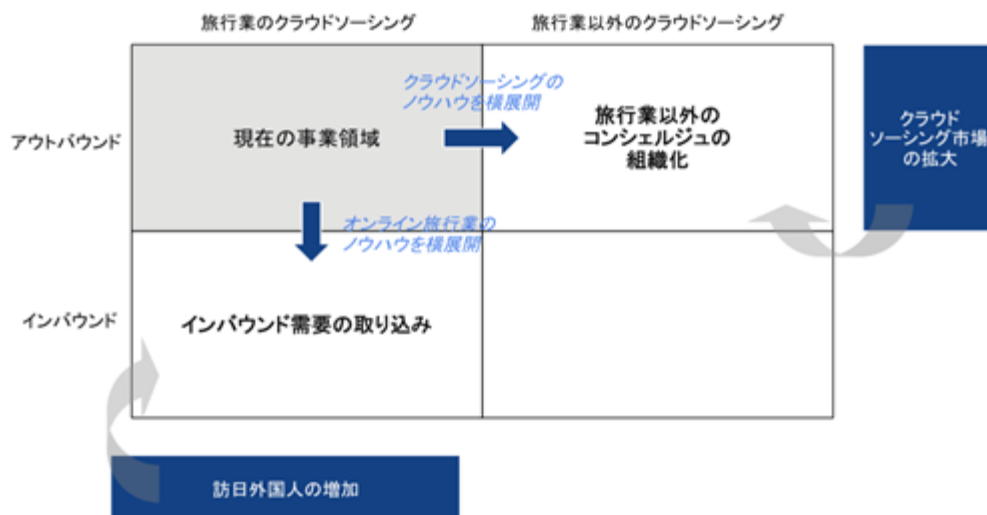 旅行業のクラウドソーシング
旅行業以外のクラウドソーシング
クラウドソーシングの
ノウハウを横展開
アウトバウンド
現在の事業領域
旅行業以外の
コンシェルジュの
組織化
クラウド
ソーシング市場
の拡大
オンライン旅行業の
ノウハウを横展開
インバウンド
インバウンド需要の取り込み
訪日外国人の増加